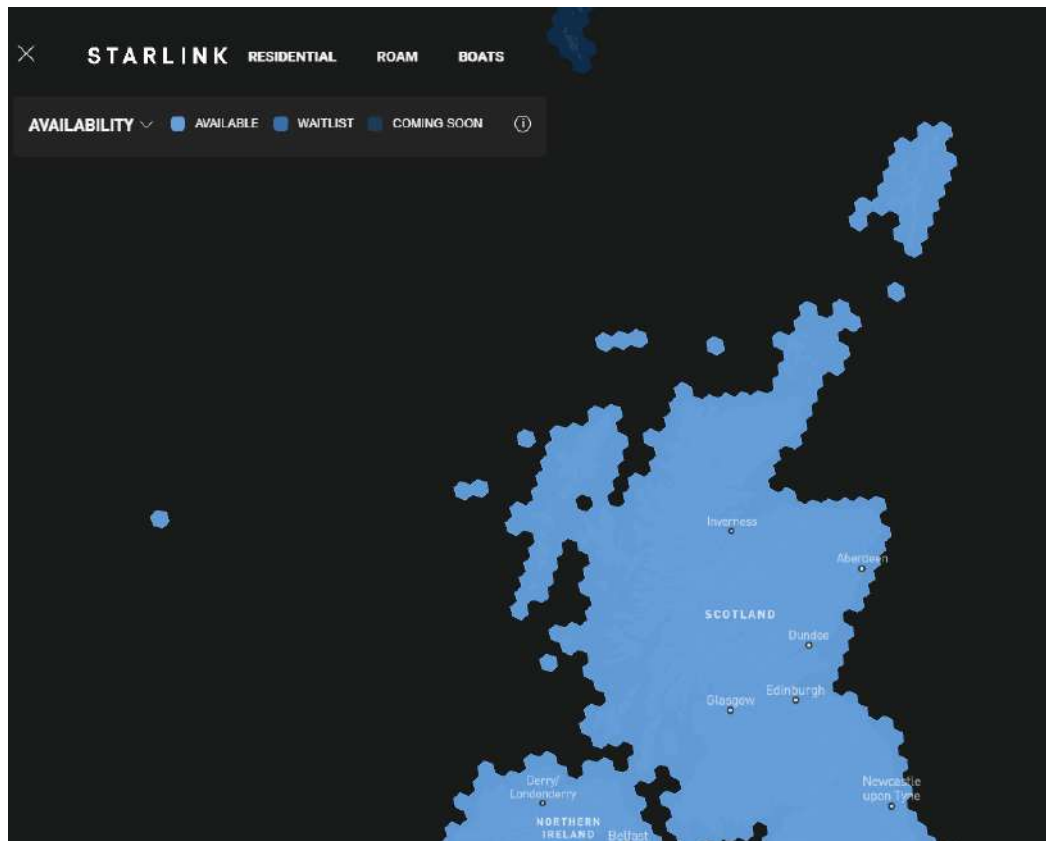 STARLINK RESIDENTIAL ROAM BOATS
AVAILABILITY AVAILABLE WAITLIST COMING SOON
Inverness
Aberdeen
SCOTLAND
Dundee
Edinburgh
Glasgow
Newcastle
upon Tyne
Derry/
Londonderry
NORTHERN
IRELAND
Belfast